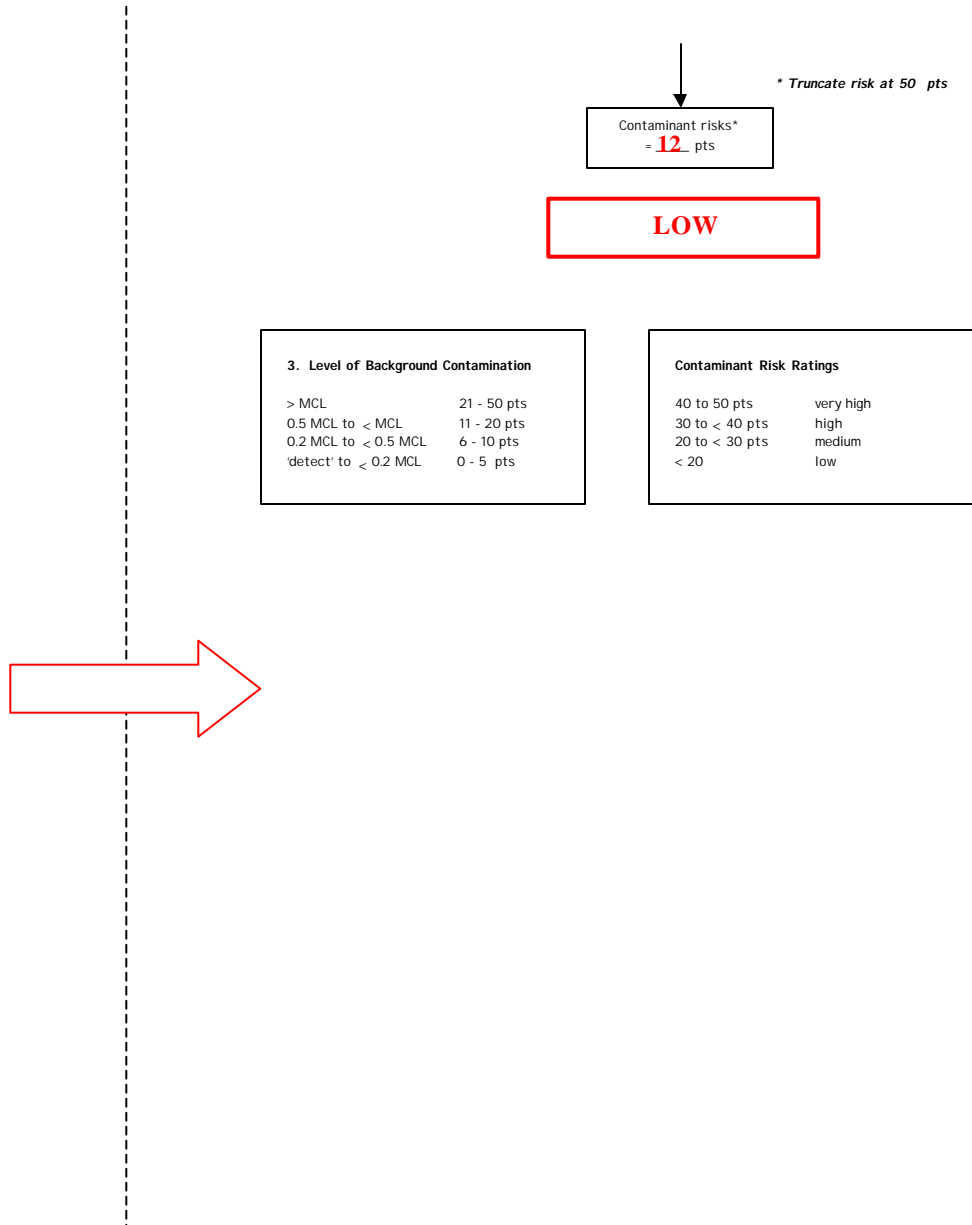 * Truncate risk at 50 pts
Contaminant risks*
= 12 pts
LOW
3. Level of Background Contamination
> MCL 21 - 50 pts
0.5 MCL to < MCL 11 - 20 pts
0.2 MCL to < 0.5 MCL 6 - 10 pts
'detect' to < 0.2 MCL 0 - 5 pts
Contaminant Risk Ratings
40 to 50 pts very high
30 to < 40 pts high
20 to < 30 pts medium
< 20 low